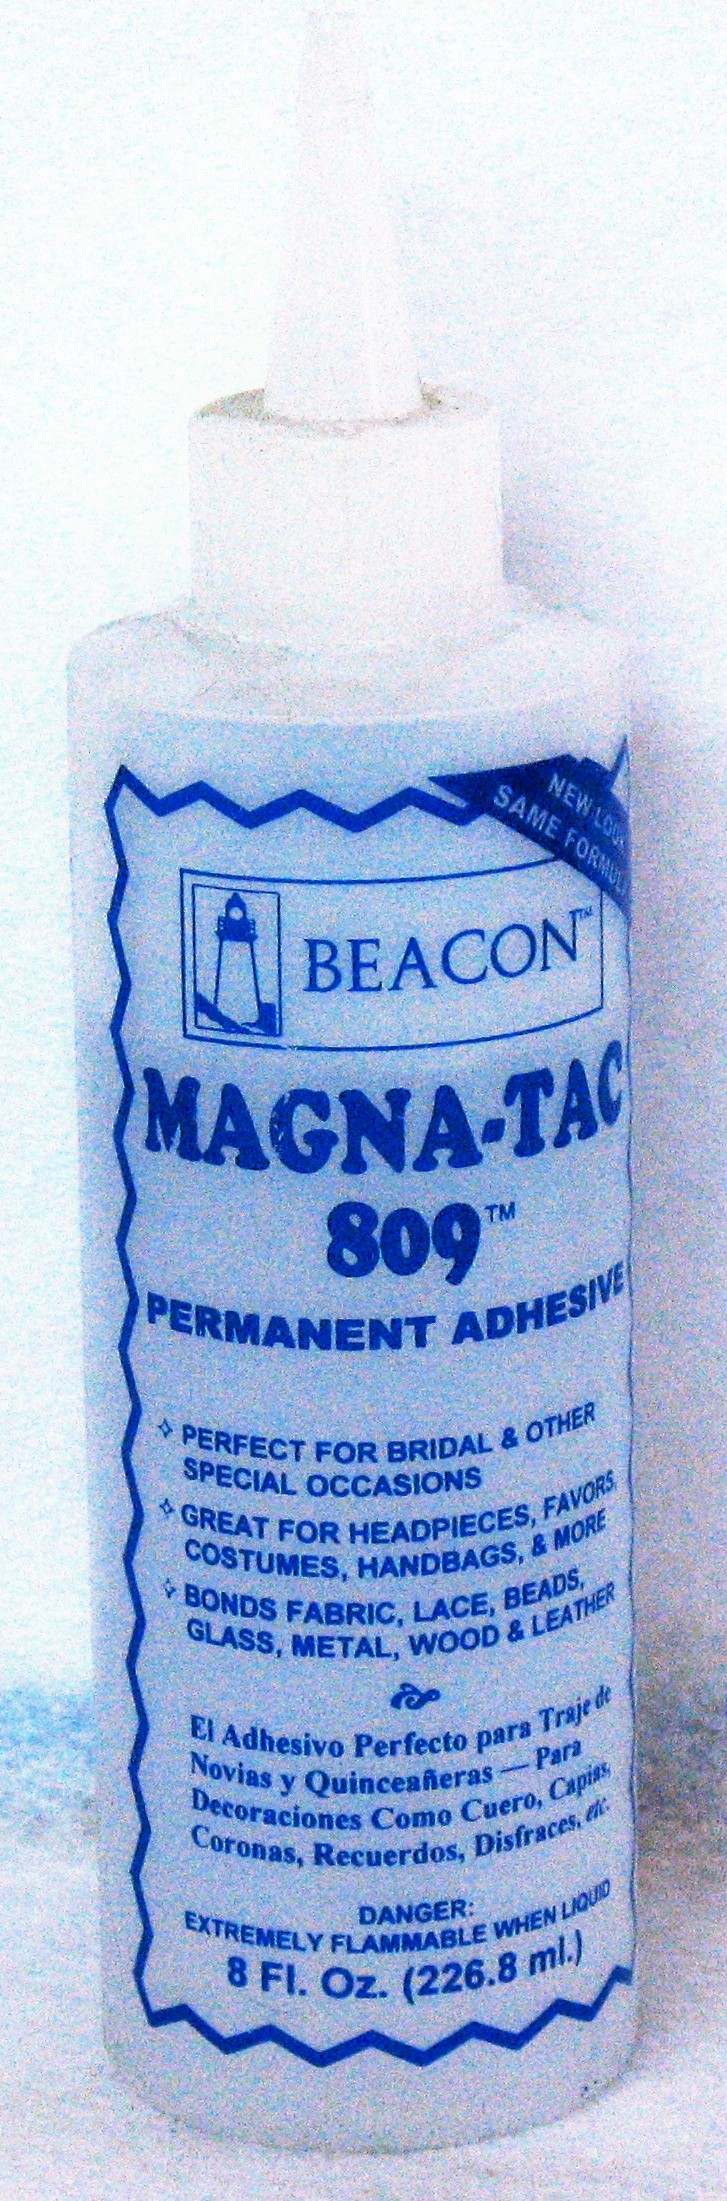 NEW LOOK
SAME FORMULA
BEACON™
MAGNA-TAC
809™
PERMANENT ADHESIVE
✧ PERFECT FOR BRIDAL & OTHER
SPECIAL OCCASIONS
✧ GREAT FOR HEADPIECES, FAVORS,
COSTUMES, HANDBAGS, & MORE
✧ BONDS FABRIC, LACE, BEADS,
GLASS, METAL, WOOD & LEATHER
El Adhesivo Perfecto para Traje de
Novias y Quinceañeras — Para
Decoraciones Como Cuero, Capias,
Coronas, Recuerdos, Disfraces, etc.
DANGER:
EXTREMELY FLAMMABLE WHEN LIQUID
8 Fl. Oz. (226.8 ml.)